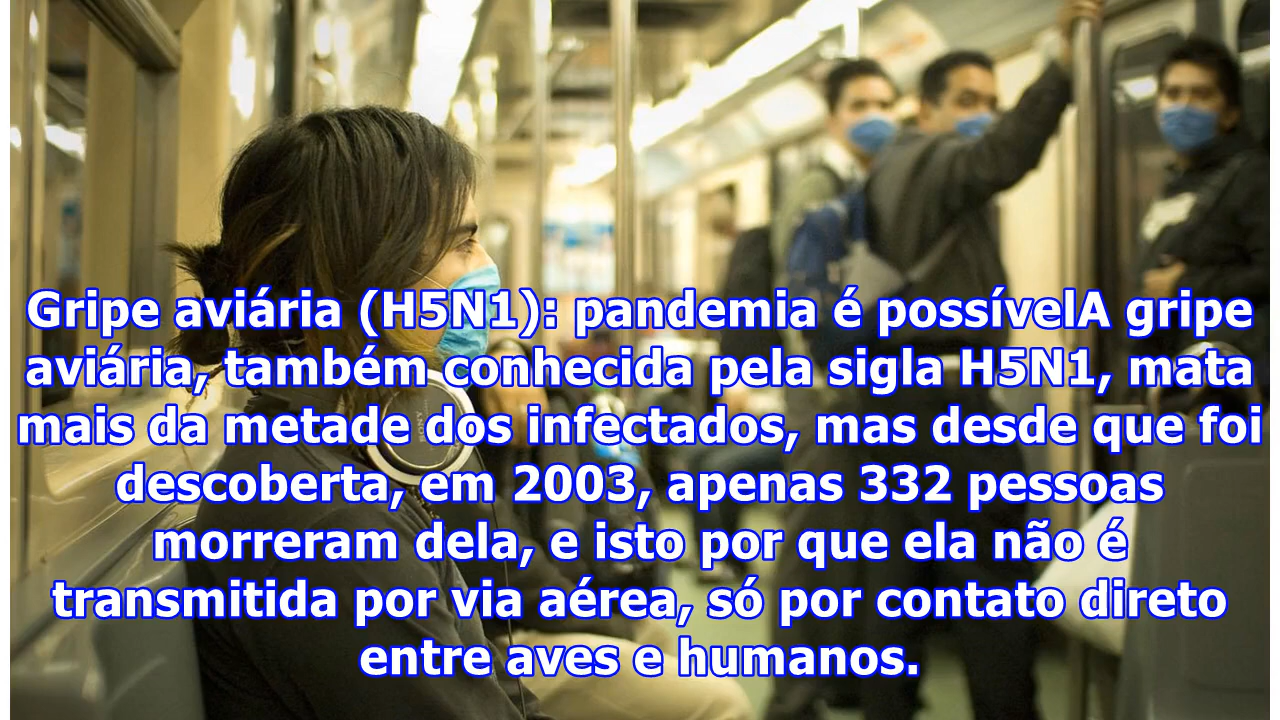 Gripe aviária (H5N1): pandemia é possívelA gripe
aviária, também conhecida pela sigla H5N1, mata
mais da metade dos infectados, mas desde que foi
descoberta, em 2003, apenas 332 pessoas
morreram dela, e isto por que ela não é
transmitida por via aérea, só por contato direto
entre aves e humanos.
SONY